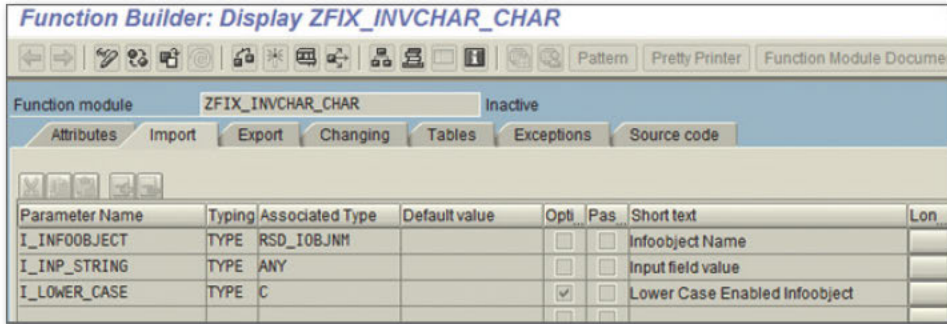 Function Builder: Display ZFIX_INVCHAR_CHAR
Pattern Pretty Printer Function Module Docume
Function module ZFIX_INVCHAR_CHAR Inactive
Attributes Import Export Changing Tables Exceptions Source code
Parameter Name Typing Associated Type Default value Opti... Pas... Short text Lon...
I_INFOOBJECT TYPE RSD_IOBJNM Infoobject Name
I_INP_STRING TYPE ANY Input field value
I_LOWER_CASE TYPE C Lower Case Enabled Infoobject